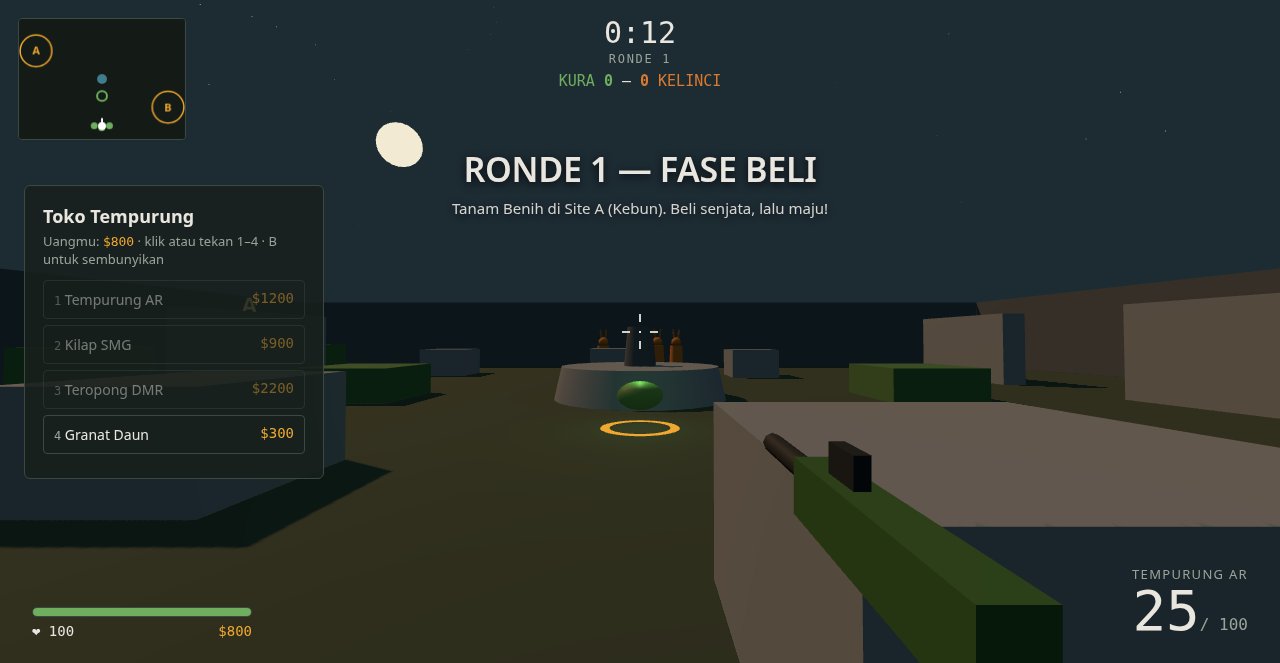 A
B
0:12
RONDE 1
KURA 0 — 0 KELINCI
RONDE 1 — FASE BELI
Tanam Benih di Site A (Kebun). Beli senjata, lalu maju!
Toko Tempurung
Uangmu: $800 · klik atau tekan 1–4 · B
untuk sembunyikan
1 Tempurung AR $1200
A
2 Kilap SMG $900
3 Teropong DMR $2200
4 Granat Daun $300
❤ 100 $800
TEMPURUNG AR
25 / 100